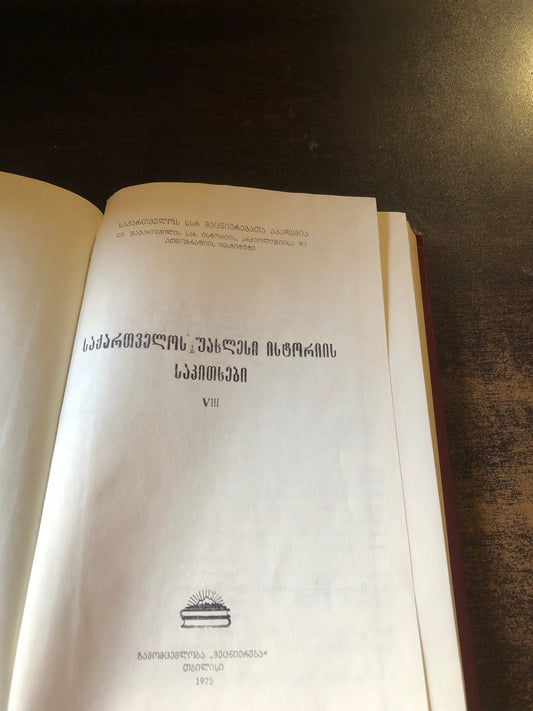 საქართველოს სსრ მეცნიერებათა აკადემია
ივ. ჯავახიშვილის სახ. ისტორიის, არქეოლოგიისა და
ეთნოგრაფიის ინსტიტუტი
საქართველოს უახლესი ისტორიის
საკითხები
VIII
გამომცემლობა „მეცნიერება“
თბილისი
1975